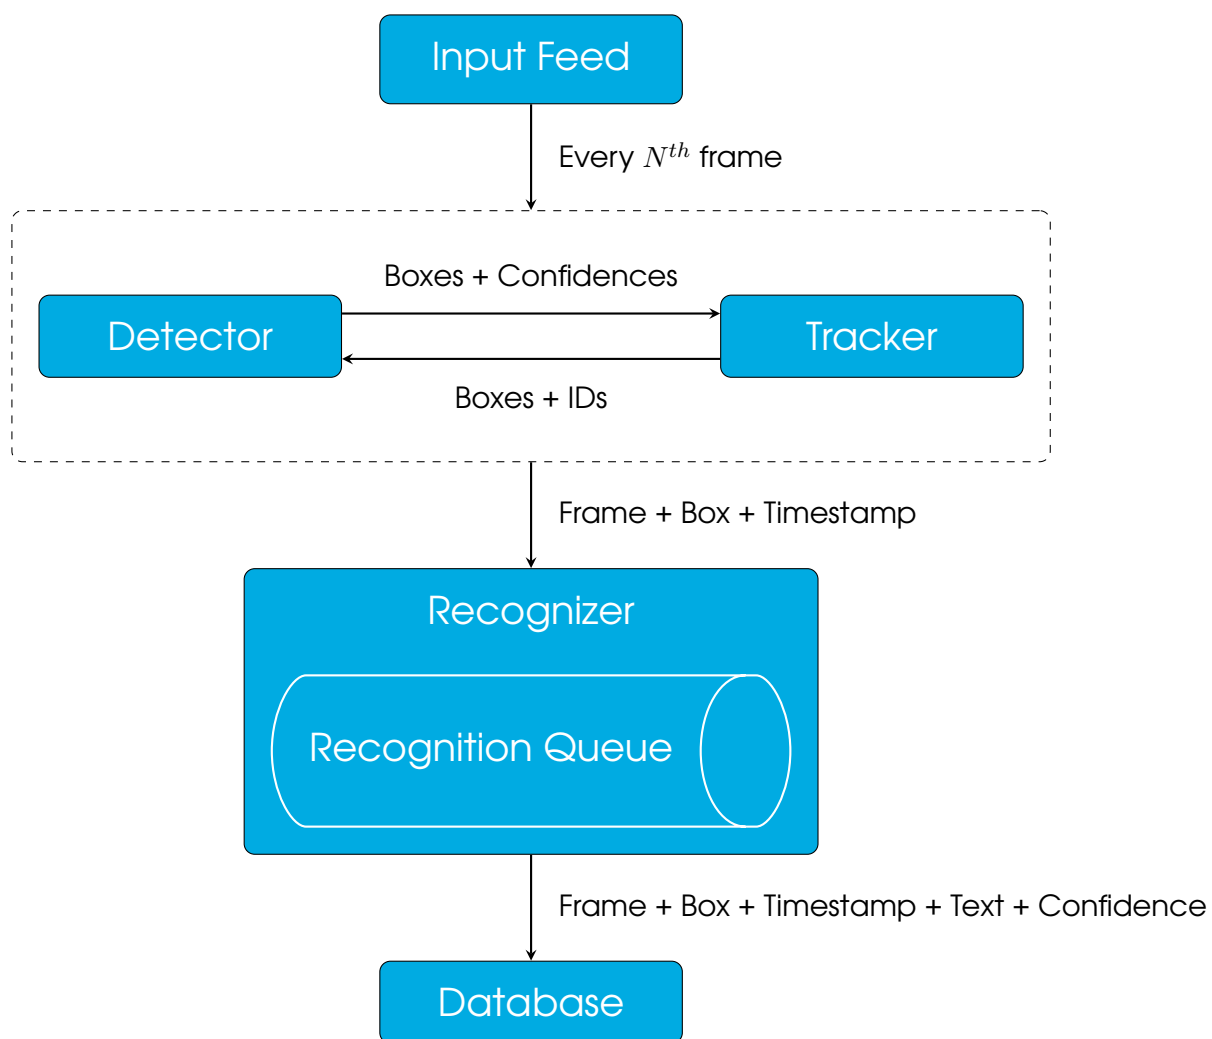 Input Feed
Every N^{th} frame
Boxes + Confidences
Detector
Tracker
Boxes + IDs
Frame + Box + Timestamp
Recognizer
Recognition Queue
Frame + Box + Timestamp + Text + Confidence
Database